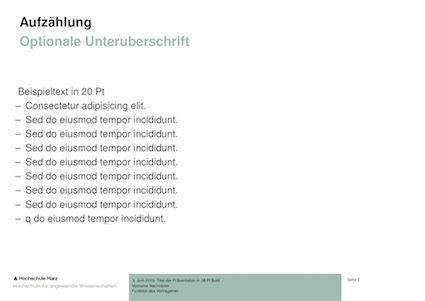 Aufzählung
Optionale Unteruberschrift
Beispieltext in 20 Pt
– Consectetur adipisicing elit.
– Sed do eiusmod tempor incididunt.
– Sed do eiusmod tempor incididunt.
– Sed do eiusmod tempor incididunt.
– Sed do eiusmod tempor incididunt.
– Sed do eiusmod tempor incididunt.
– Sed do eiusmod tempor incididunt.
– Sed do eiusmod tempor incididunt.
– q do eiusmod tempor incididunt.
Hochschule Harz
Hochschule für angewandte Wissenschaften
3. Juni 2015 Titel der Präsentation in 36 Pt Bold
Vorname Nachname
Funktion des Vortragenen
Seite 3